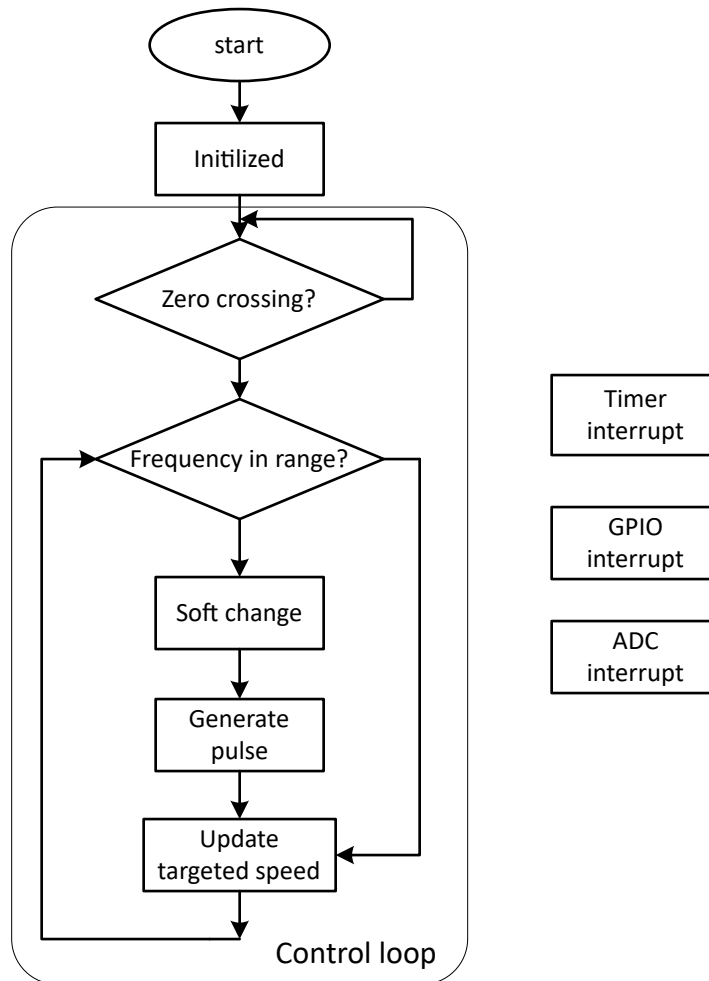 start
Initilized
Zero crossing?
Frequency in range?
Soft change
Generate
pulse
Update
targeted speed
Control loop
Timer
interrupt
GPIO
interrupt
ADC
interrupt